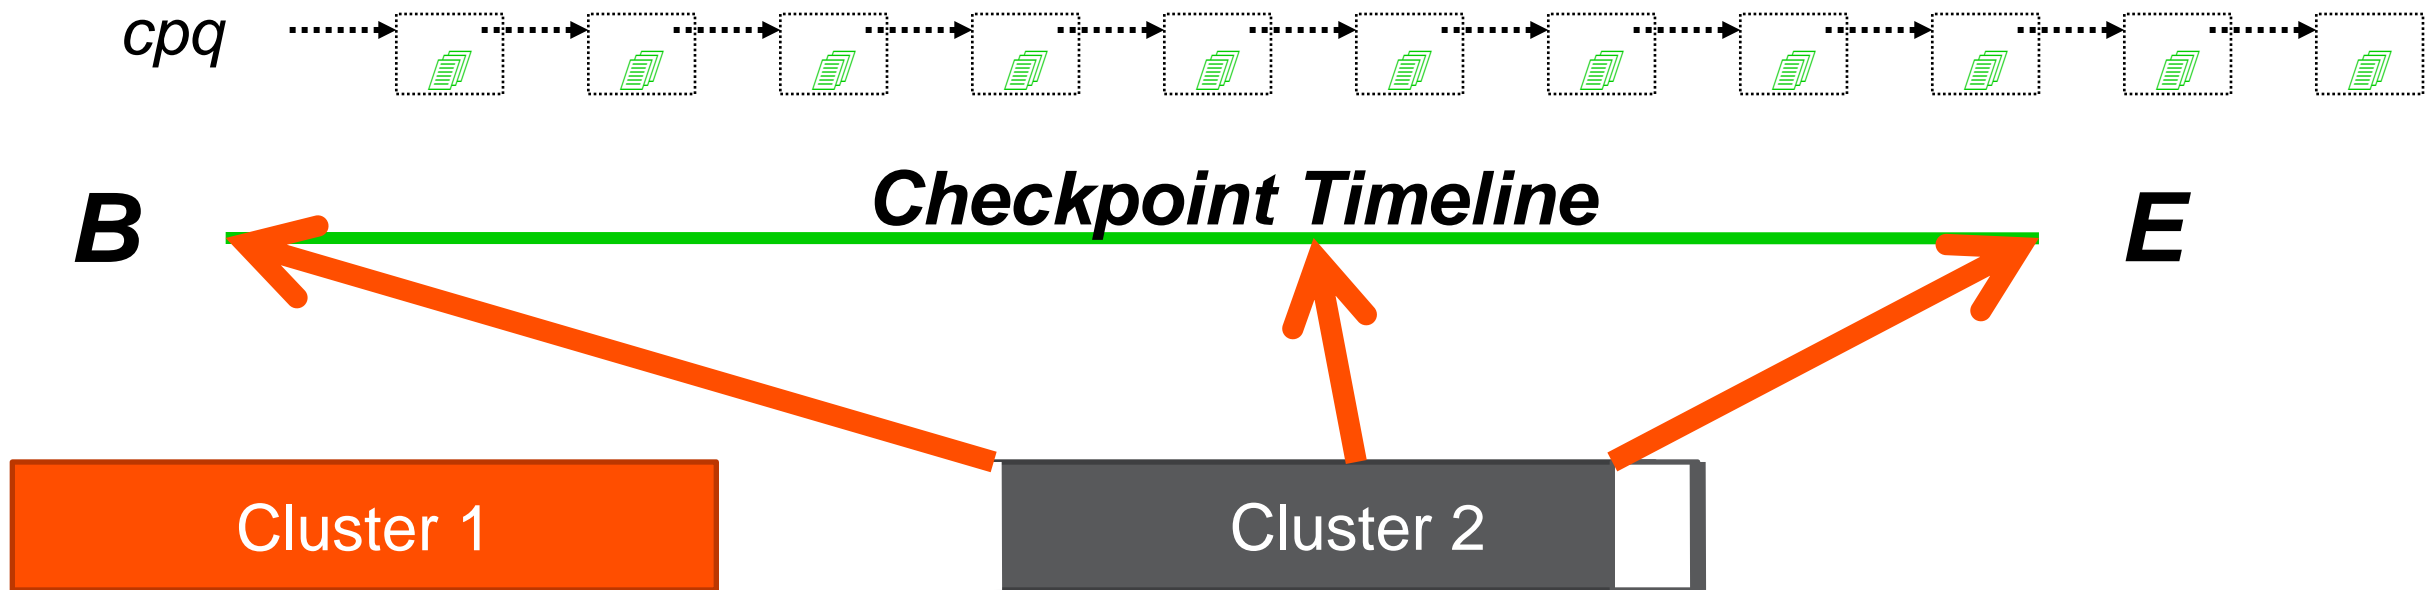 cpq
Checkpoint Timeline
B
E
Cluster 1
Cluster 2